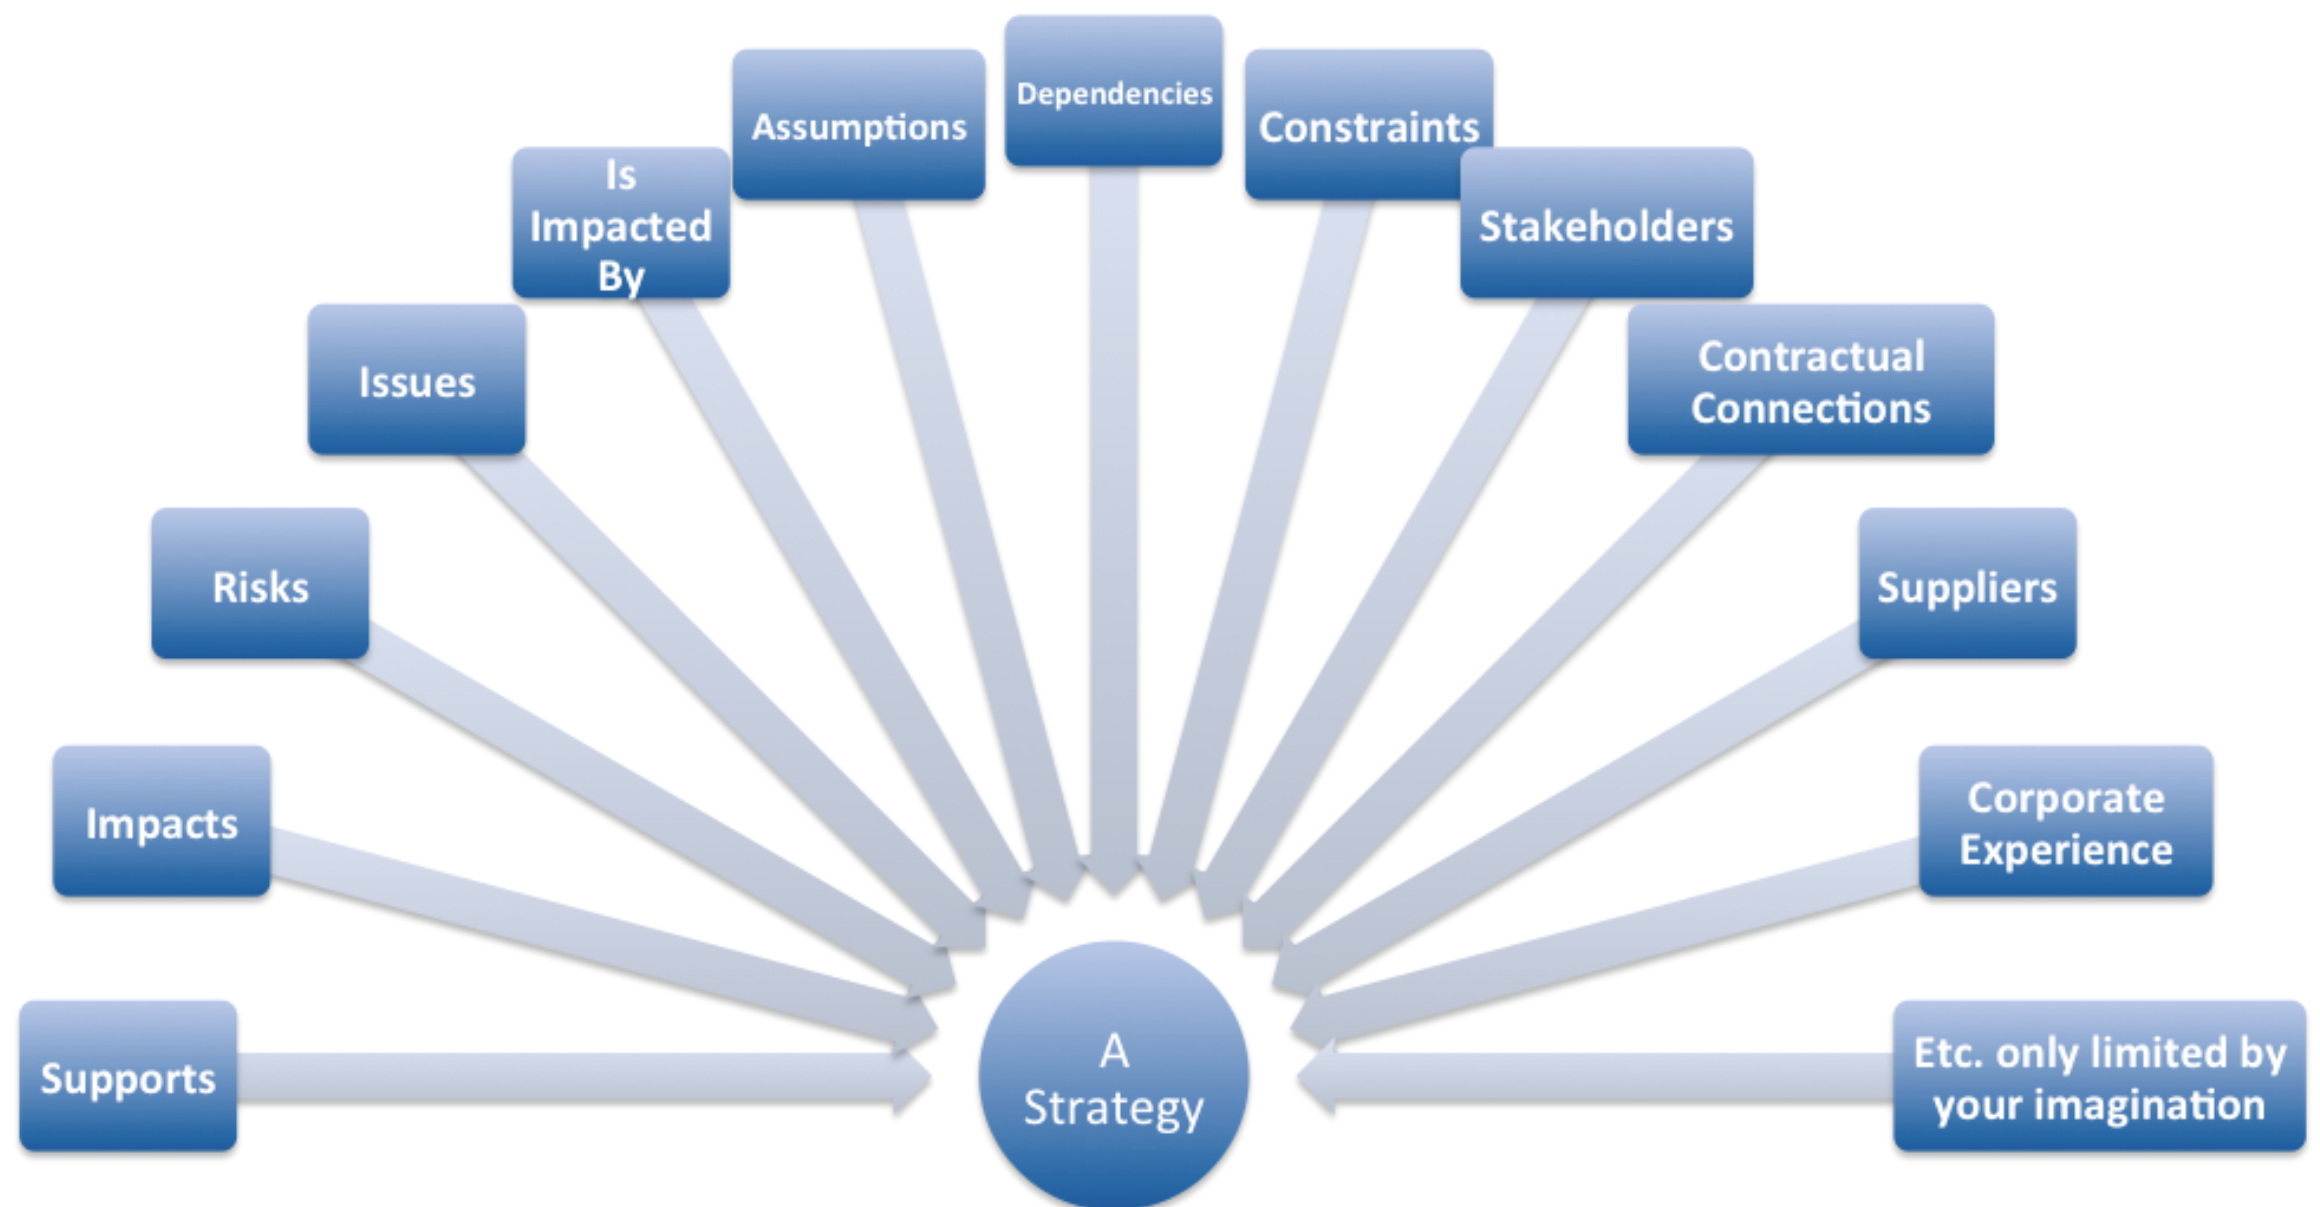 Dependencies
Assumptions
Constraints
Is
Impacted
By
Stakeholders
Issues
Contractual
Connections
Risks
Suppliers
Impacts
Corporate
Experience
Supports
A
Strategy
Etc. only limited by
your imagination